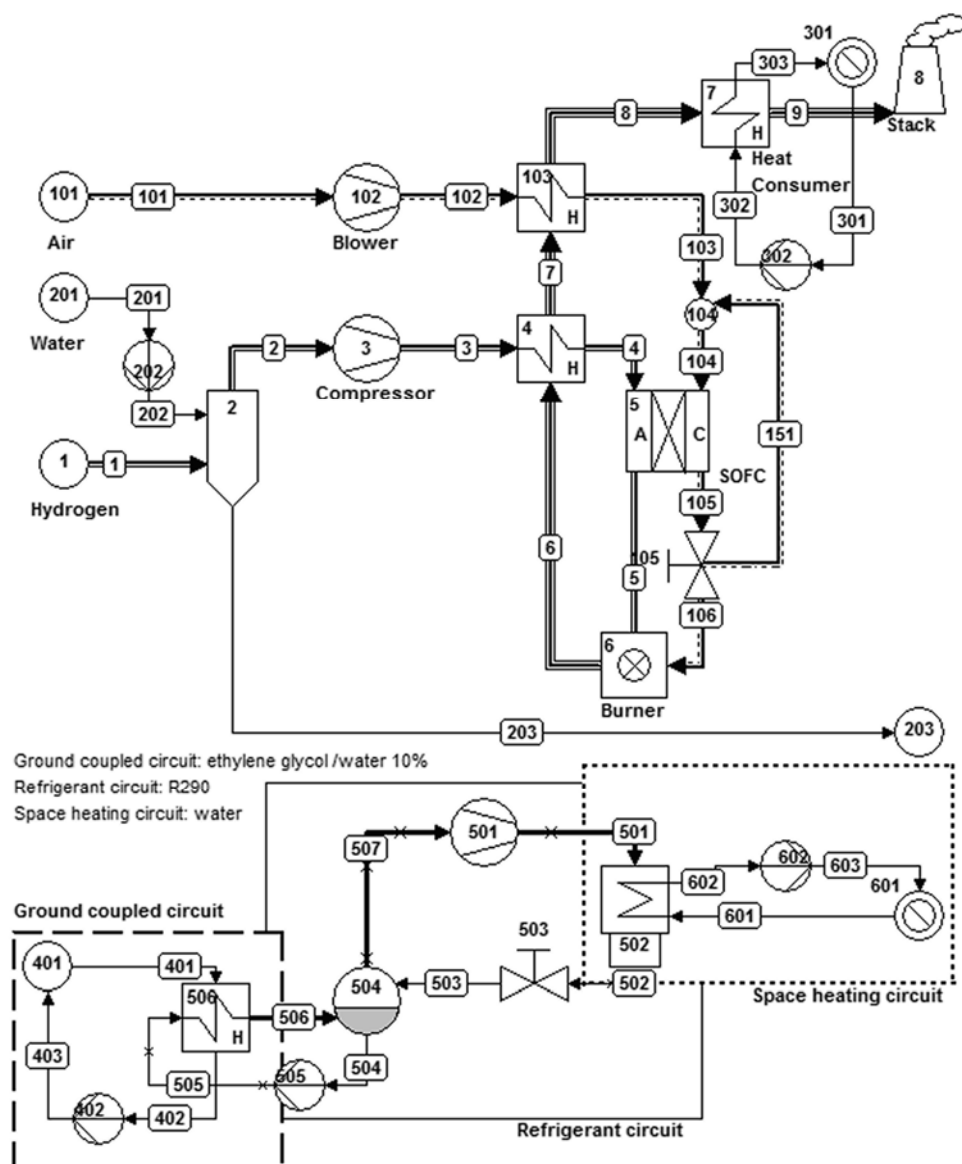 301
303
7
8
8
9
H
Stack
Heat
Consumer
103
101
101
102
102
H
302
301
Air
Blower
103
302
7
201
201
104
Water
4
2
3
3
4
104
H
202
Compressor
202
2
5
A
C
151
1
1
SOFC
Hydrogen
105
6
105
5
106
6
Burner
203
203
Ground coupled circuit: ethylene glycol /water 10%
Refrigerant circuit: R290
Space heating circuit: water
507
501
501
602
603
602
601
601
Ground coupled circuit
503
502
401
401
504
503
502
506
506
Space heating circuit
H
403
504
505
505
402
402
Refrigerant circuit